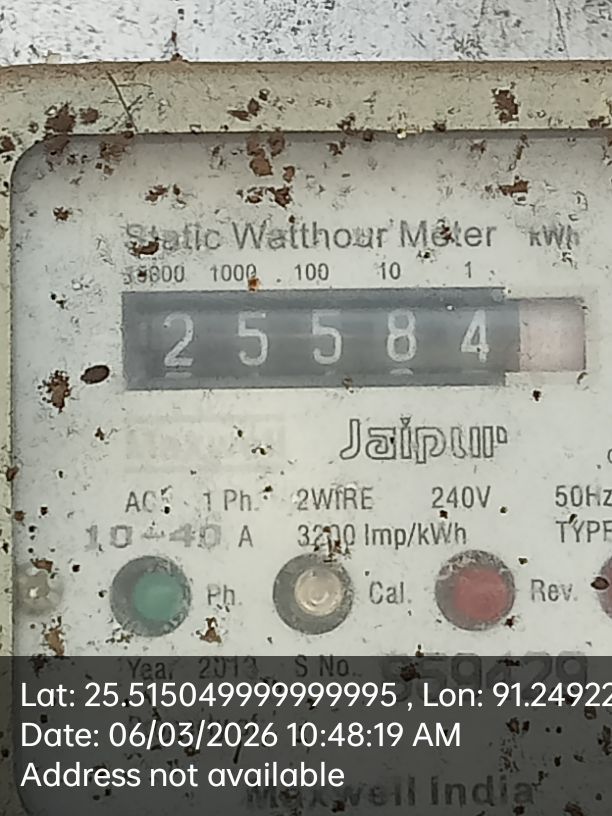 Static Watthour Meter kWh
10000 1000 100 10 1
2 5 5 8 4
Jaipur
AC 1 Ph. 2WIRE 240V 50Hz
10-40 A 3200 Imp/kWh TYPE
Ph. Cal. Rev.
Year 2013 S No.
Lat: 25.515049999999995 , Lon: 91.24922
Date: 06/03/2026 10:48:19 AM
Address not available
Maxwell India